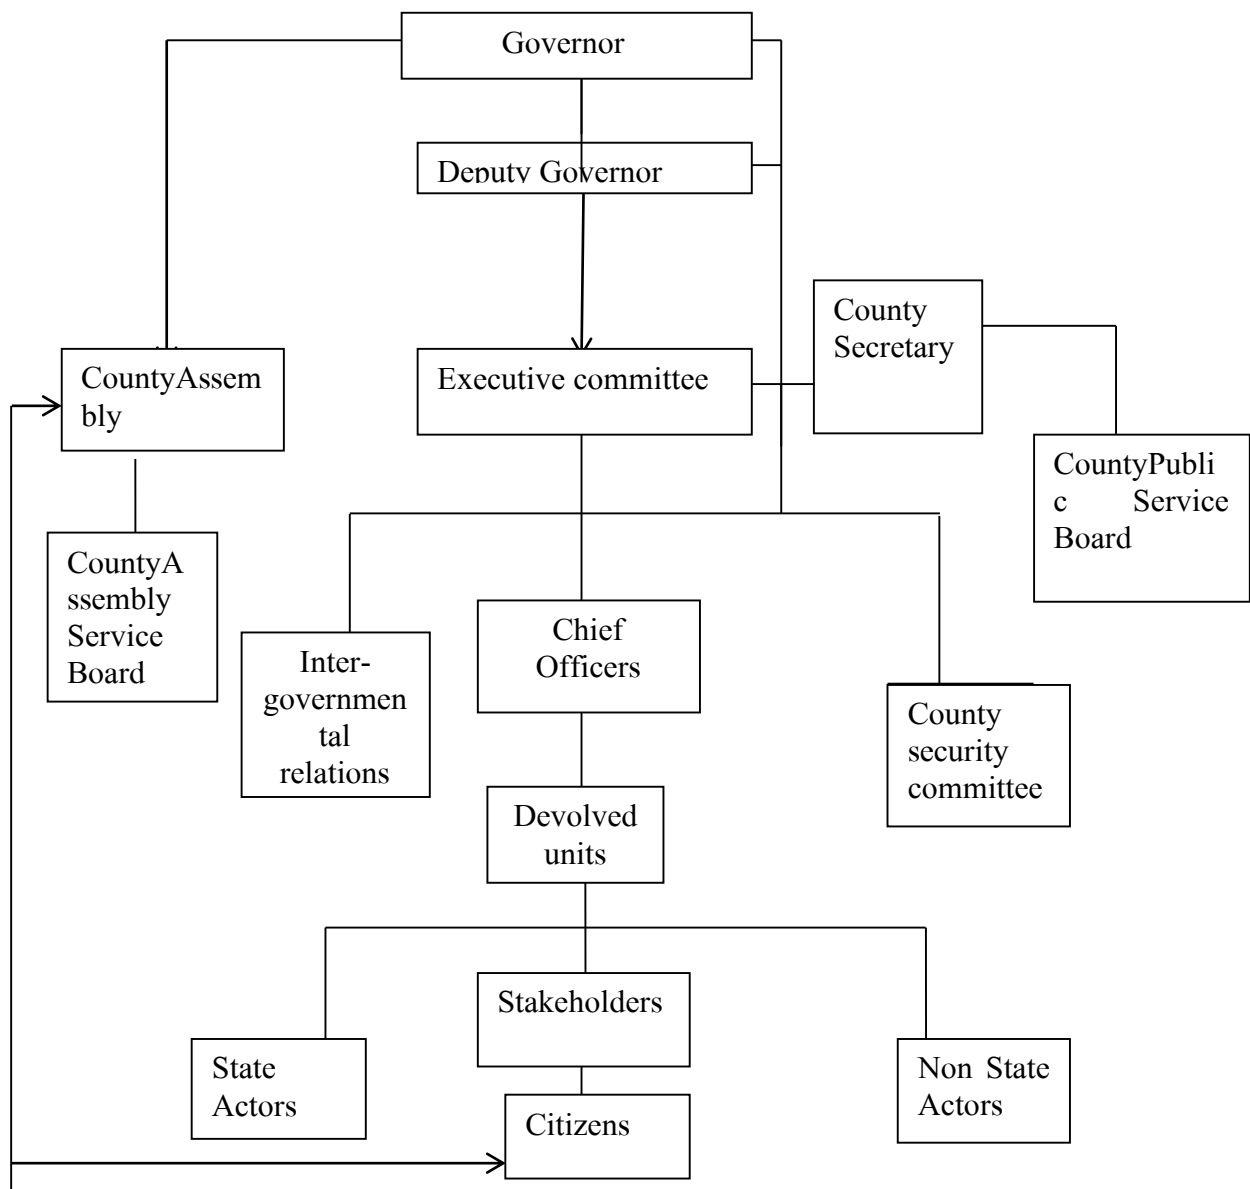 Governor
Deputy Governor
County
Secretary
CountyAssem
bly
Executive committee
CountyPubli
c Service
Board
CountyA
ssembly
Service
Board
Chief
Officers
Inter-
governmen
tal
relations
County
security
committee
Devolved
units
Stakeholders
State
Actors
Non State
Actors
Citizens